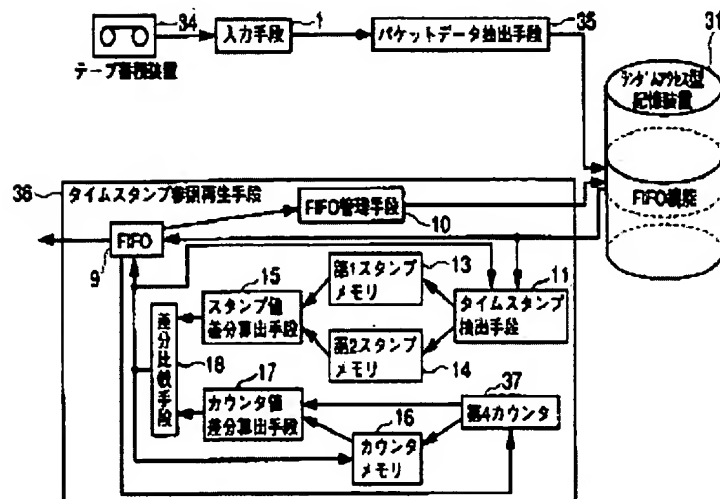 34
テープ蓄積装置
入力手段
1
パケットデータ抽出手段
35
31
ランダムアクセス型
記憶装置
FIFO機能
36
タイムスタンプ参照再生手段
FIFO
9
FIFO管理手段
10
15
スタンプ値
差分算出手段
第1スタンプ
メモリ
13
11
タイムスタンプ
抽出手段
第2スタンプ
メモリ
14
差分比較手段
18
17
カウンタ値
差分算出手段
16
カウンタ
メモリ
37
第4カウンタ